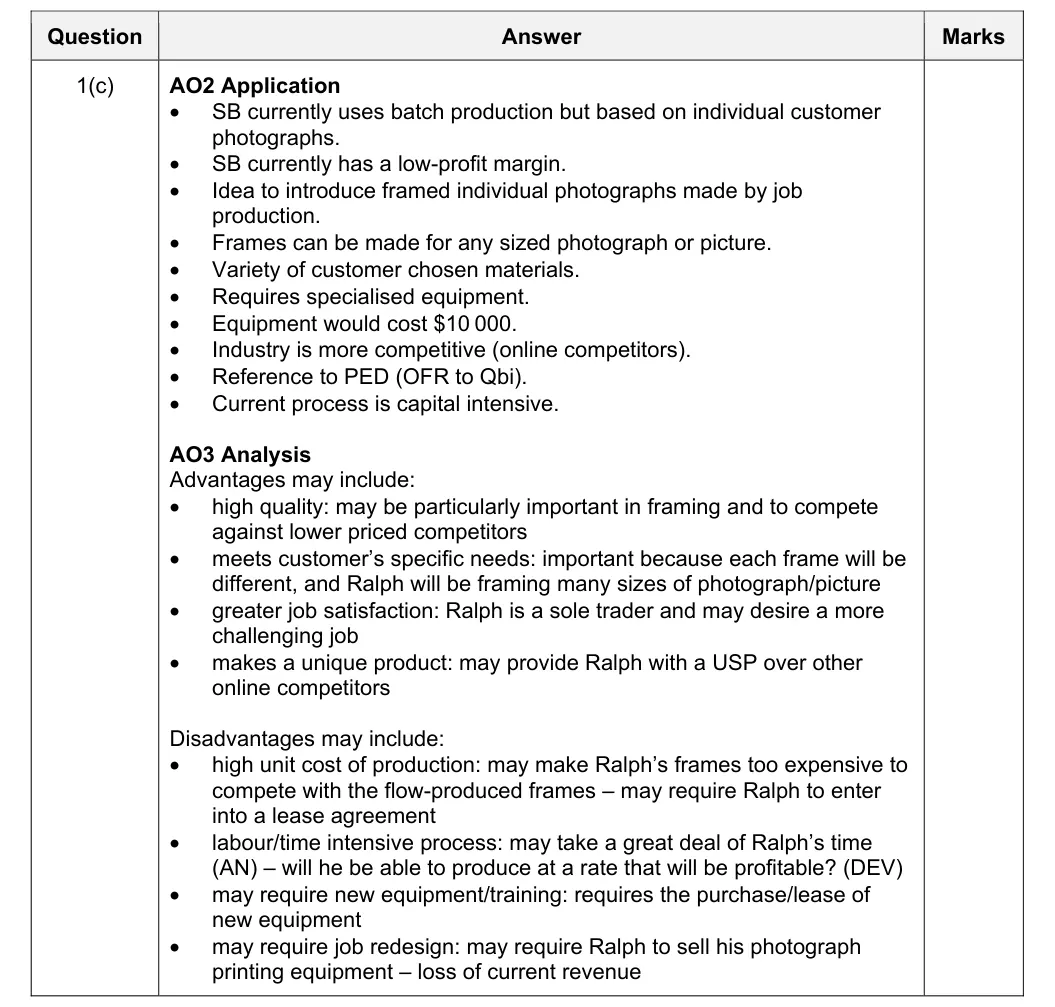 Question Answer Marks
1(c)
AO2 Application
• SB currently uses batch production but based on individual customer
photographs.
• SB currently has a low-profit margin.
• Idea to introduce framed individual photographs made by job
production.
• Frames can be made for any sized photograph or picture.
• Variety of customer chosen materials.
• Requires specialised equipment.
• Equipment would cost $10 000.
• Industry is more competitive (online competitors).
• Reference to PED (OFR to Qbi).
• Current process is capital intensive.
AO3 Analysis
Advantages may include:
• high quality: may be particularly important in framing and to compete
against lower priced competitors
• meets customer’s specific needs: important because each frame will be
different, and Ralph will be framing many sizes of photograph/picture
• greater job satisfaction: Ralph is a sole trader and may desire a more
challenging job
• makes a unique product: may provide Ralph with a USP over other
online competitors
Disadvantages may include:
• high unit cost of production: may make Ralph’s frames too expensive to
compete with the flow-produced frames – may require Ralph to enter
into a lease agreement
• labour/time intensive process: may take a great deal of Ralph’s time
(AN) – will he be able to produce at a rate that will be profitable? (DEV)
• may require new equipment/training: requires the purchase/lease of
new equipment
• may require job redesign: may require Ralph to sell his photograph
printing equipment – loss of current revenue